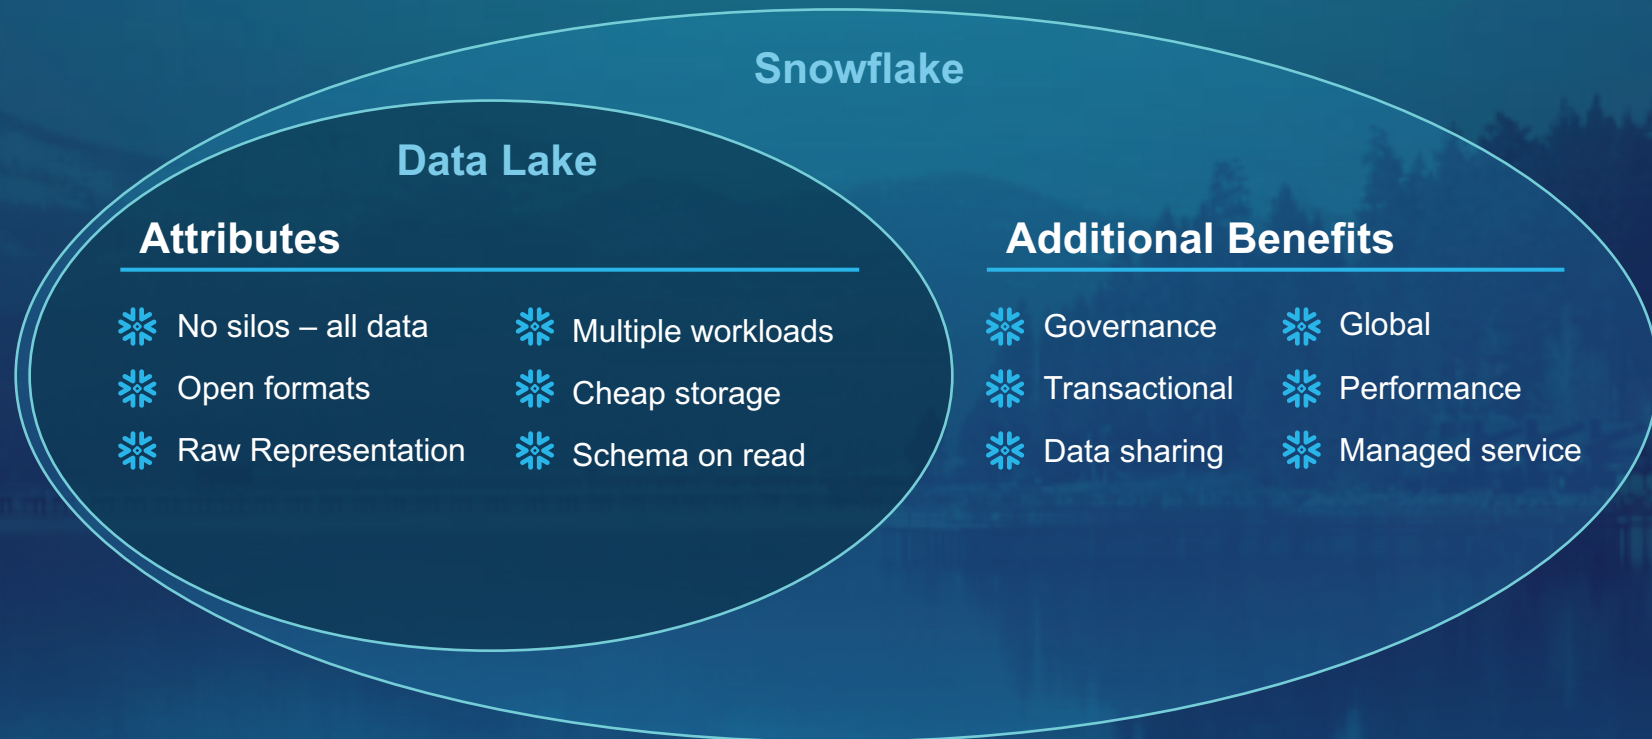 Snowflake
Data Lake
Attributes
No silos – all data
Open formats
Raw Representation
Multiple workloads
Cheap storage
Schema on read
Additional Benefits
Governance
Transactional
Data sharing
Global
Performance
Managed service